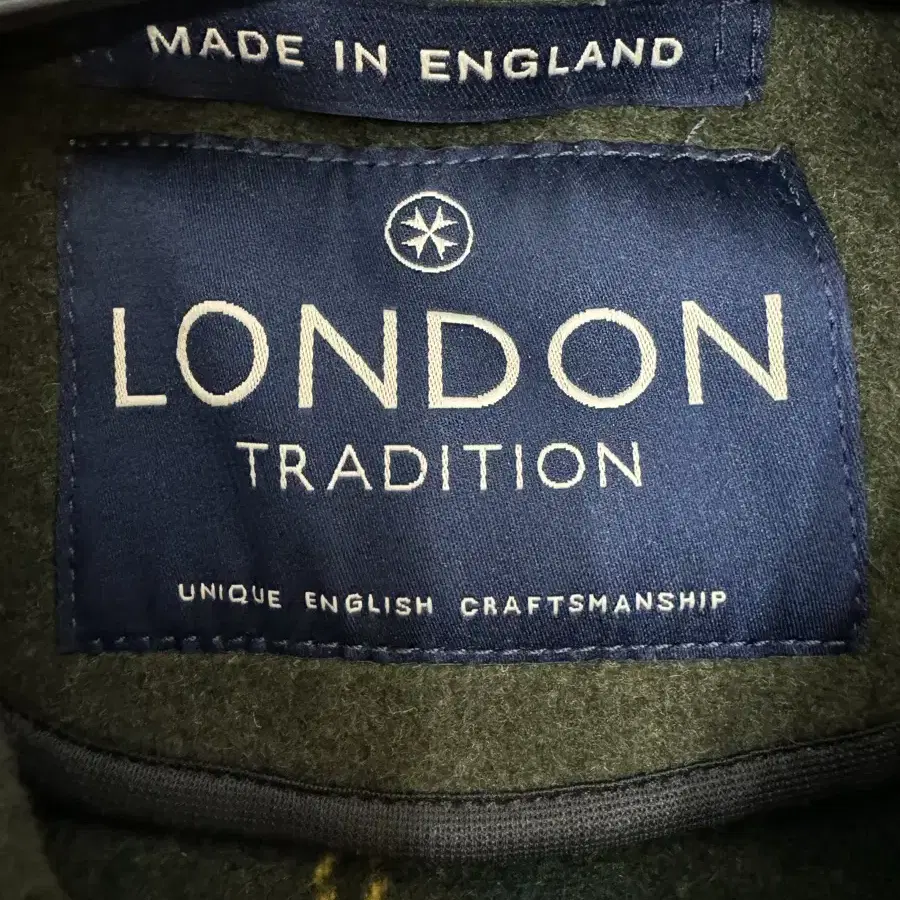 MADE IN ENGLAND
LONDON
TRADITION
UNIQUE ENGLISH CRAFTSMANSHIP